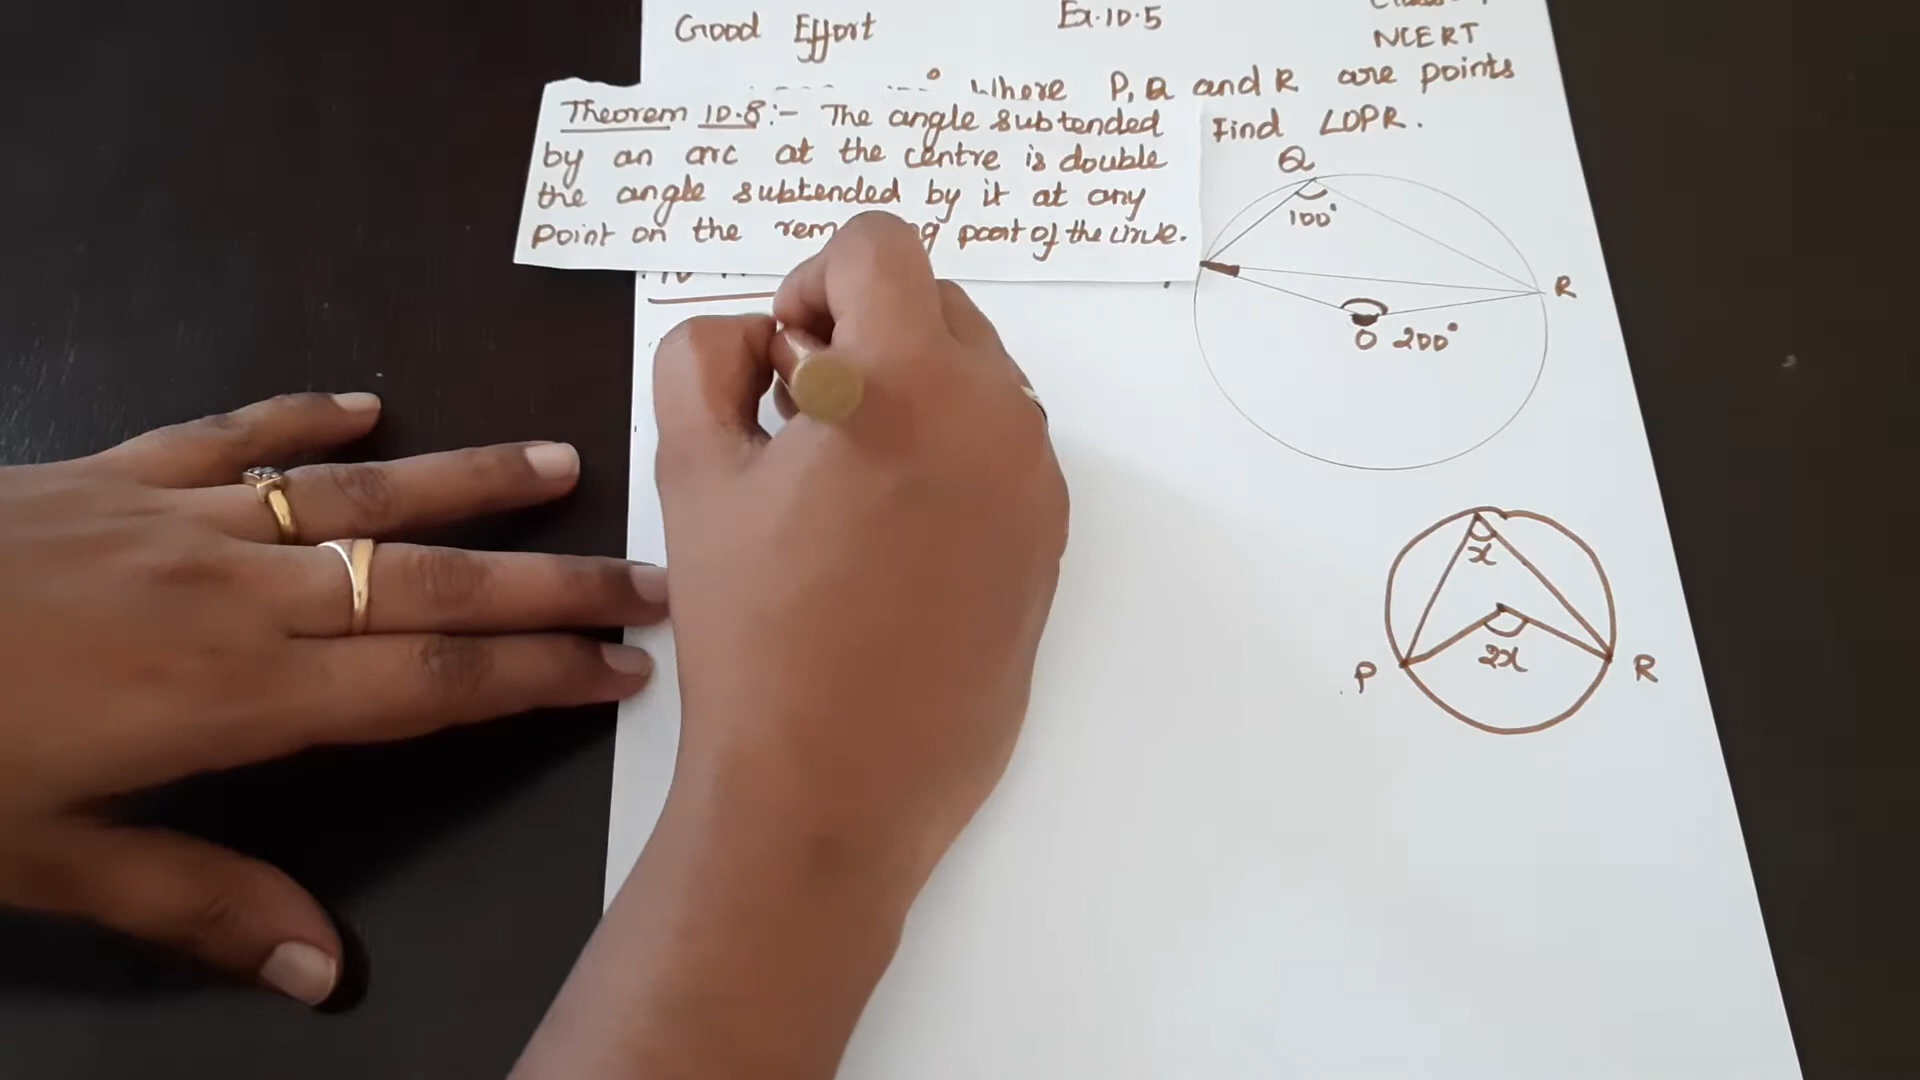 Good Effort
Ex.10.5
NCERT
Where P, Q and R are points
Find ∠OPR.
Theorem 10.8:- The angle subtended
by an arc at the centre is double
the angle subtended by it at any
point on the part of the circle.
Q
100°
R
O 200°
x
2x
P
R